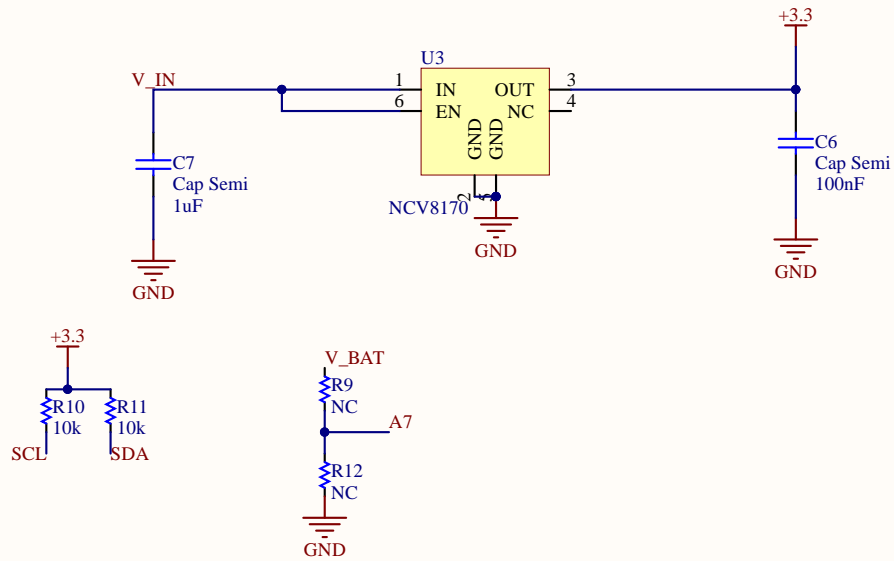 +3.3
U3
V_IN
1
IN
OUT
3
6
EN
NC
4
GND
GND
C7
Cap Semi
1uF
C6
Cap Semi
100nF
2
5
NCV8170
GND
GND
GND
+3.3
V_BAT
R9
NC
R10
10k
R11
10k
A7
SCL
SDA
R12
NC
GND